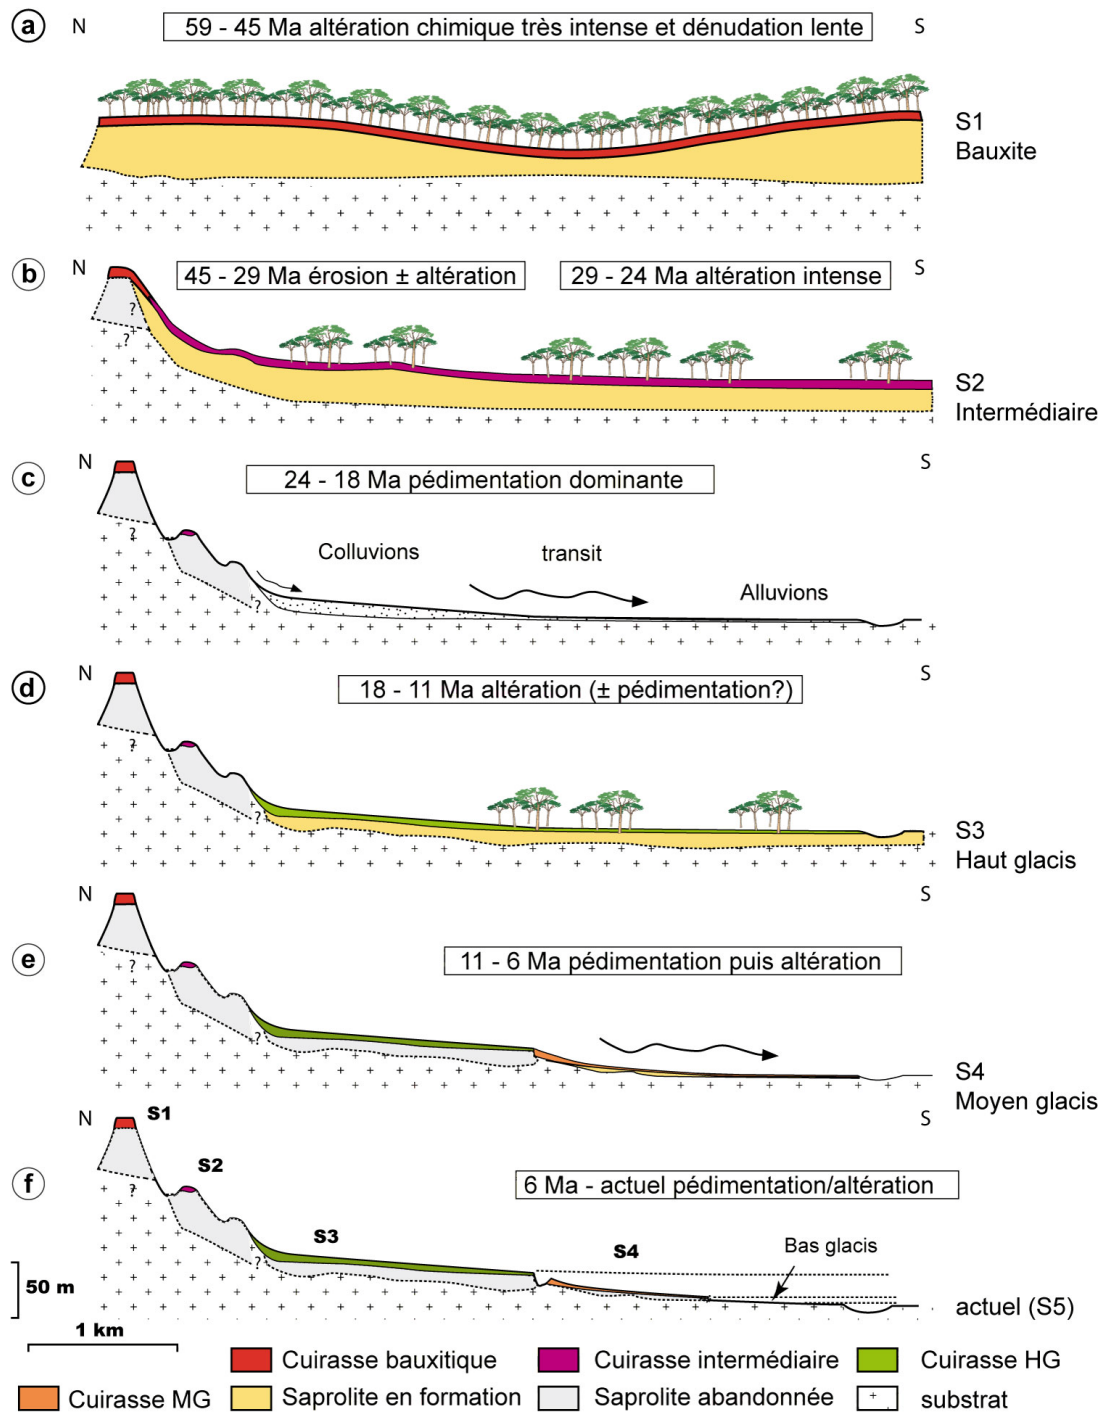 a N 59 - 45 Ma altération chimique très intense et dénudation lente S
S1
Bauxite
b N 45 - 29 Ma érosion ± altération 29 - 24 Ma altération intense S
?
?
S2
Intermédiaire
c N 24 - 18 Ma pédimentation dominante S
?
Colluvions transit
Alluvions
?
d N 18 - 11 Ma altération (± pédimentation?) S
?
?
S3
Haut glacis
N S
e 11 - 6 Ma pédimentation puis altération
?
?
S4
Moyen glacis
N S1 S
S2
f 6 Ma - actuel pédimentation/altération
?
S3 S4 Bas glacis
?
50 m
actuel (S5)
1 km
Cuirasse bauxitique Cuirasse intermédiaire Cuirasse HG
Cuirasse MG Saprolite en formation Saprolite abandonnée substrat